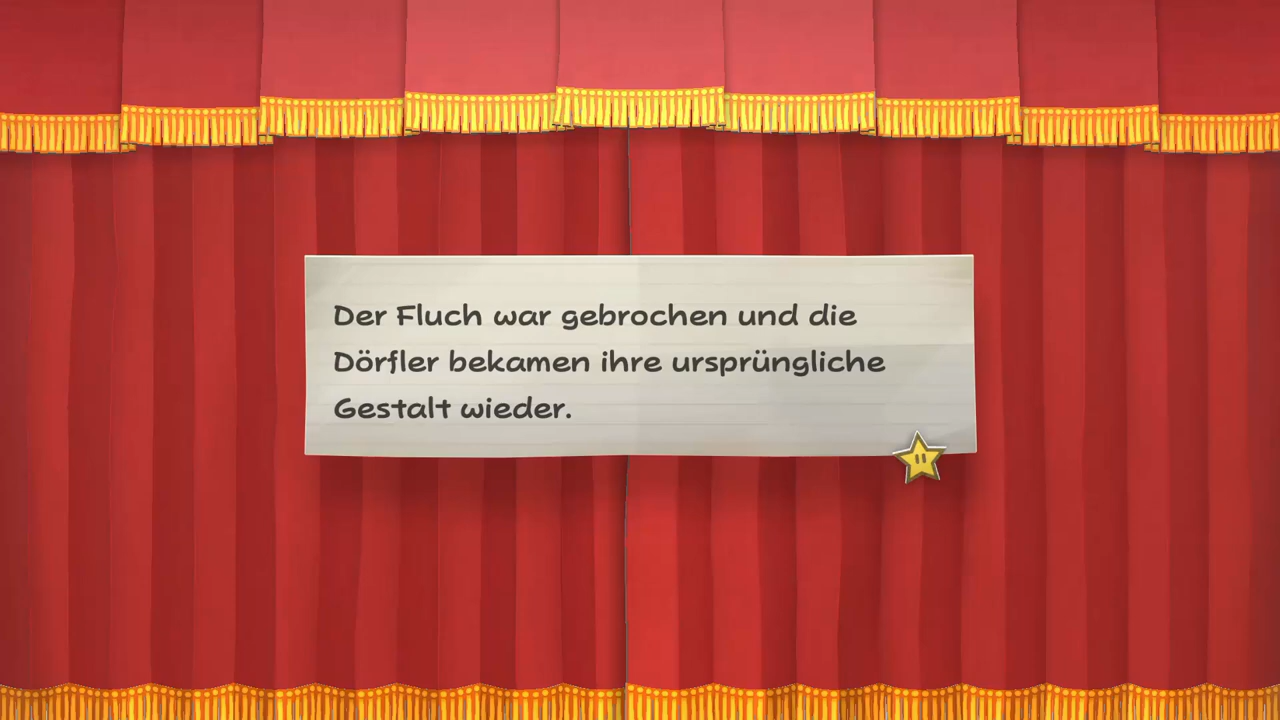 Der Fluch war gebrochen und die
Dörfler bekamen ihre ursprüngliche
Gestalt wieder.